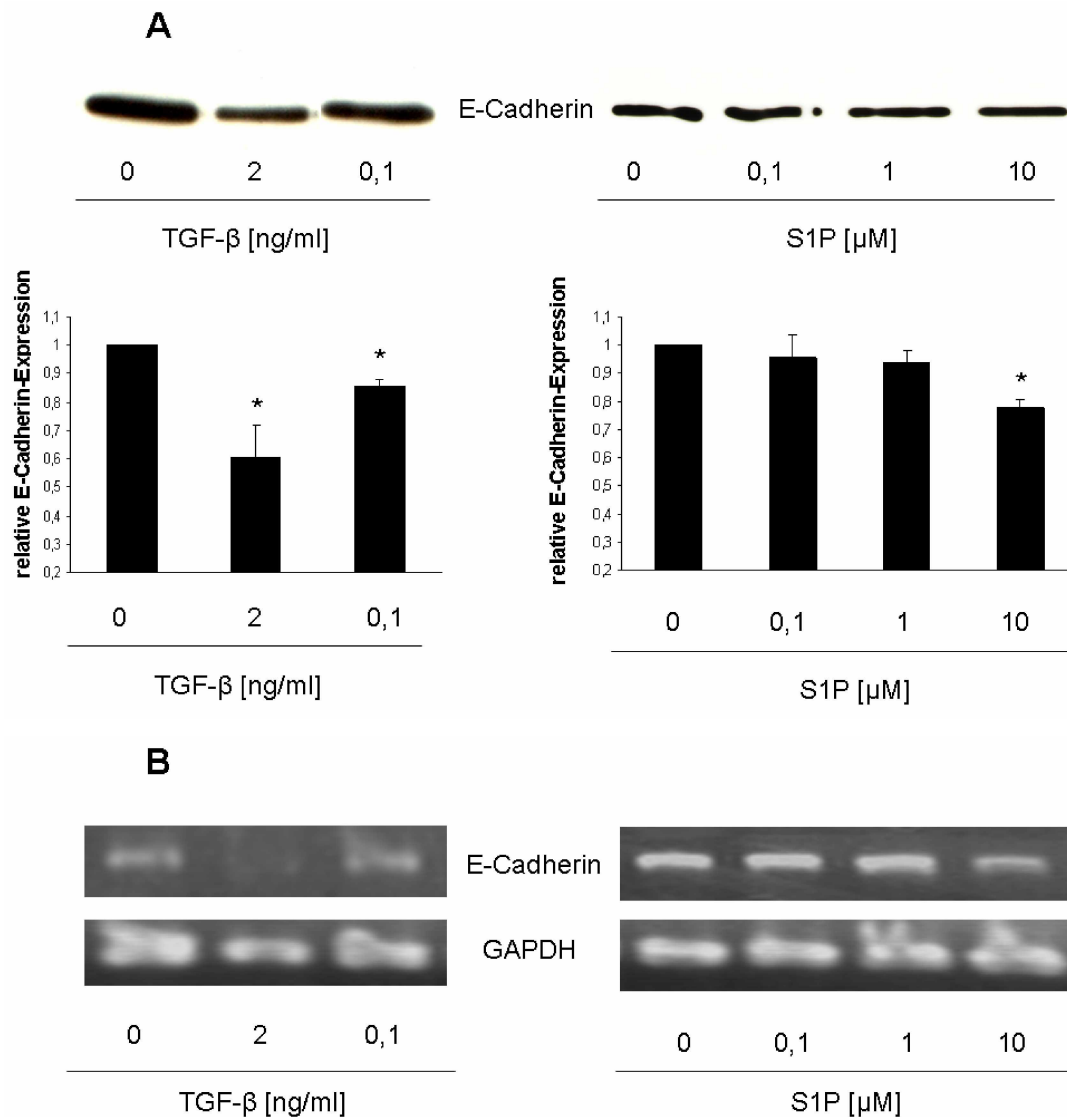 A
E-Cadherin
0 2 0,1
TGF-β [ng/ml]
0 0,1 1 10
S1P [µM]
relative E-Cadherin-Expression
1,1
1
0,9
0,8
0,7
0,6
0,5
0,4
0,3
0,2
*
*
0 2 0,1
TGF-β [ng/ml]
relative E-Cadherin-Expression
1,1
1
0,9
0,8
0,7
0,6
0,5
0,4
0,3
0,2
*
0 0,1 1 10
S1P [µM]
B
E-Cadherin
GAPDH
0 2 0,1
TGF-β [ng/ml]
0 0,1 1 10
S1P [µM]